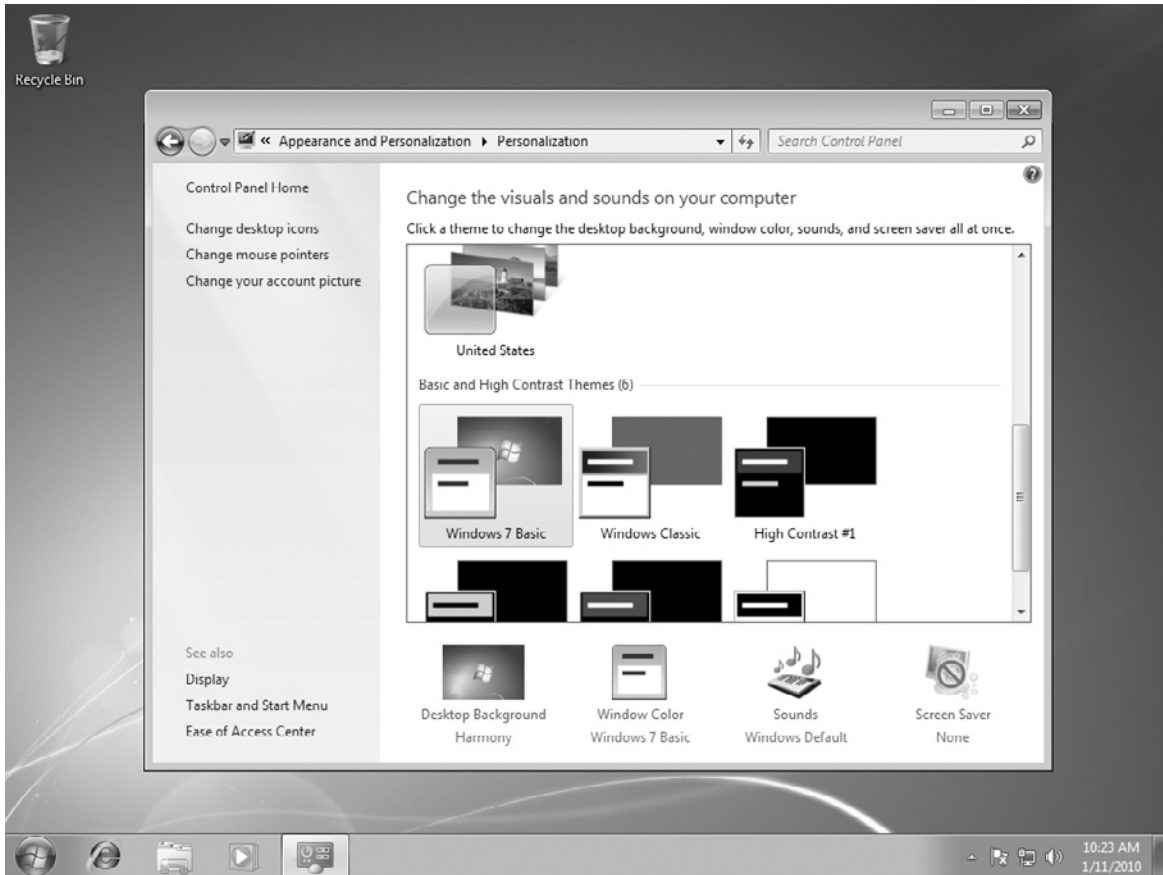 Recycle Bin
« Appearance and Personalization ▸ Personalization
Search Control Panel
Control Panel Home
Change desktop icons
Change mouse pointers
Change your account picture
Change the visuals and sounds on your computer
Click a theme to change the desktop background, window color, sounds, and screen saver all at once.
United States
Basic and High Contrast Themes (6)
Windows 7 Basic
Windows Classic
High Contrast #1
See also
Display
Taskbar and Start Menu
Ease of Access Center
Desktop Background
Harmony
Window Color
Windows 7 Basic
Sounds
Windows Default
Screen Saver
None
10:23 AM
1/11/2010